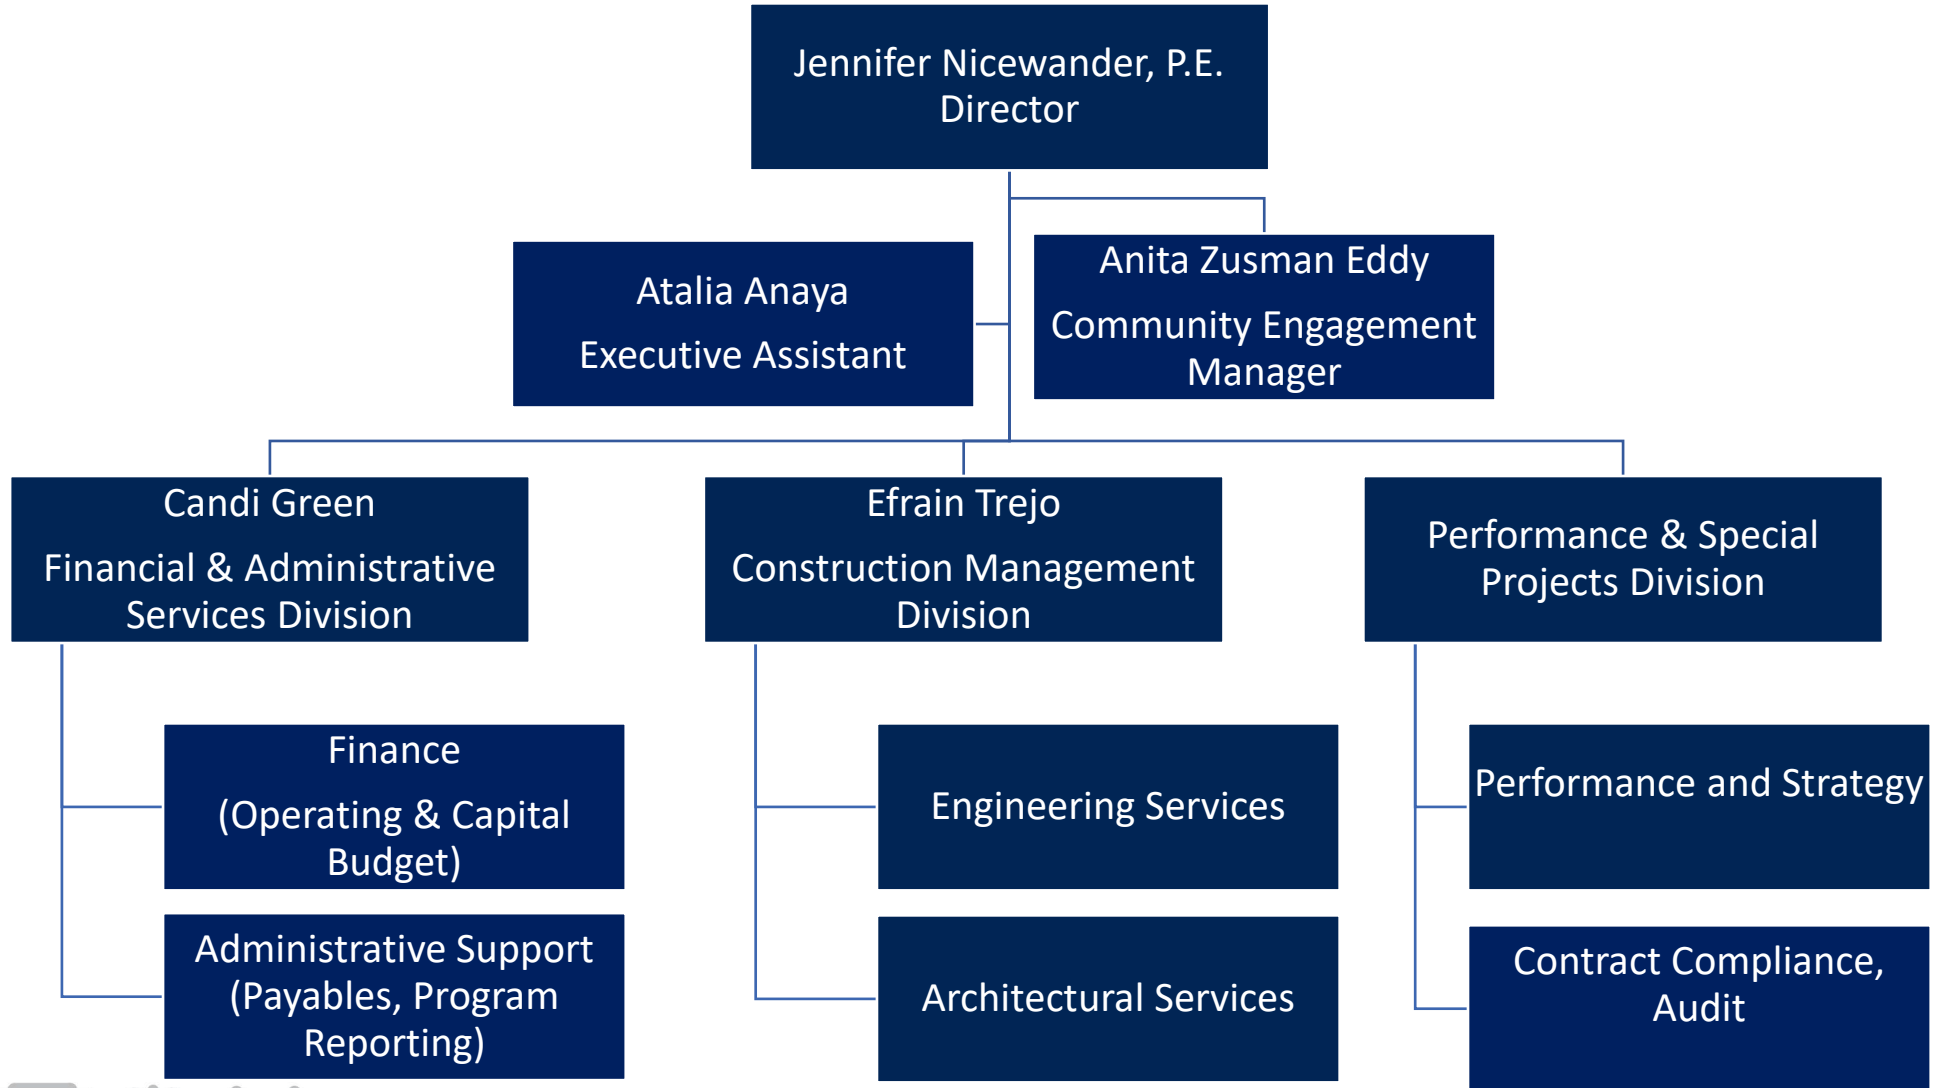 Jennifer Nicewander, P.E.
Director
Atalia Anaya
Executive Assistant
Anita Zusman Eddy
Community Engagement
Manager
Candi Green
Financial & Administrative
Services Division
Efrain Trejo
Construction Management
Division
Performance & Special
Projects Division
Finance
(Operating & Capital
Budget)
Administrative Support
(Payables, Program
Reporting)
Engineering Services
Architectural Services
Performance and Strategy
Contract Compliance,
Audit